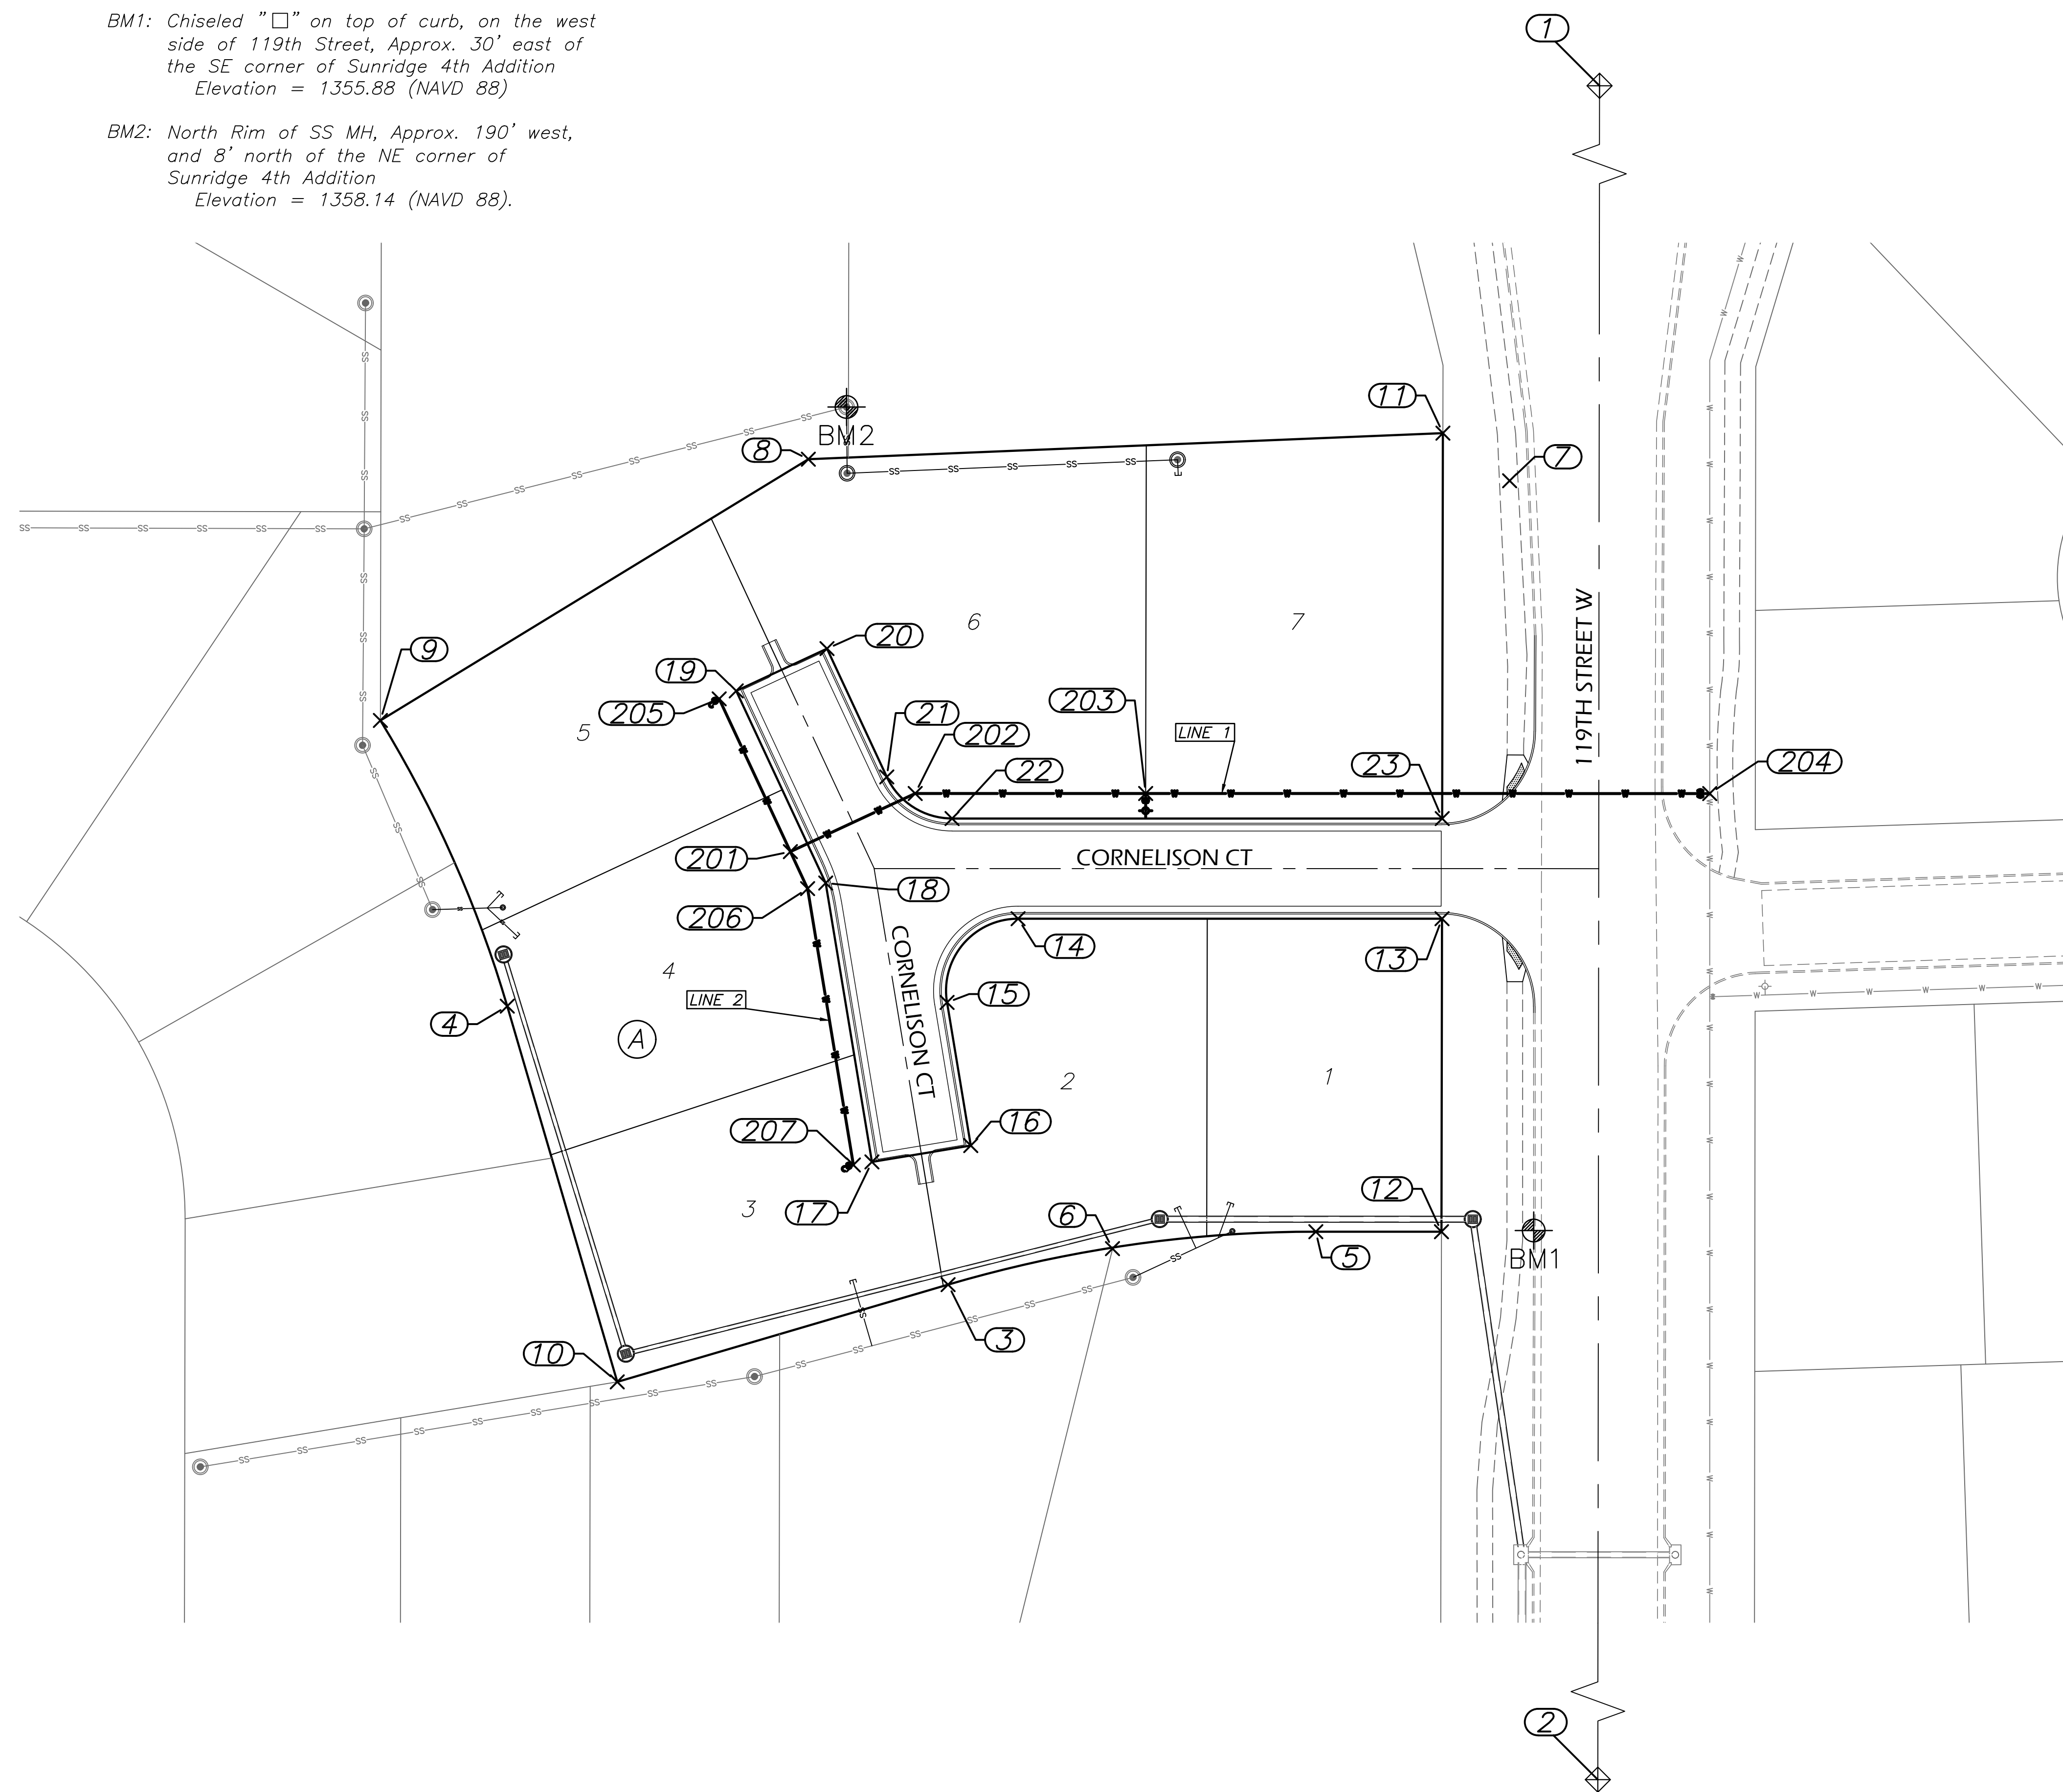 BM1: Chiseled "□" on top of curb, on the west
side of 119th Street, Approx. 30' east of
the SE corner of Sunridge 4th Addition
Elevation = 1355.88 (NAVD 88)
BM2: North Rim of SS MH, Approx. 190' west,
and 8' north of the NE corner of
Sunridge 4th Addition
Elevation = 1358.14 (NAVD 88).
1
11
BM2
8
7
6
7
20
9
19
205
5
21
202
203
LINE 1
22
23
204
119TH STREET W
CORNELISON CT
201
18
206
14
13
4
LINE 2
15
4
A
CORNELISON CT
2
1
16
207
17
3
6
12
5
BM1
3
10
2